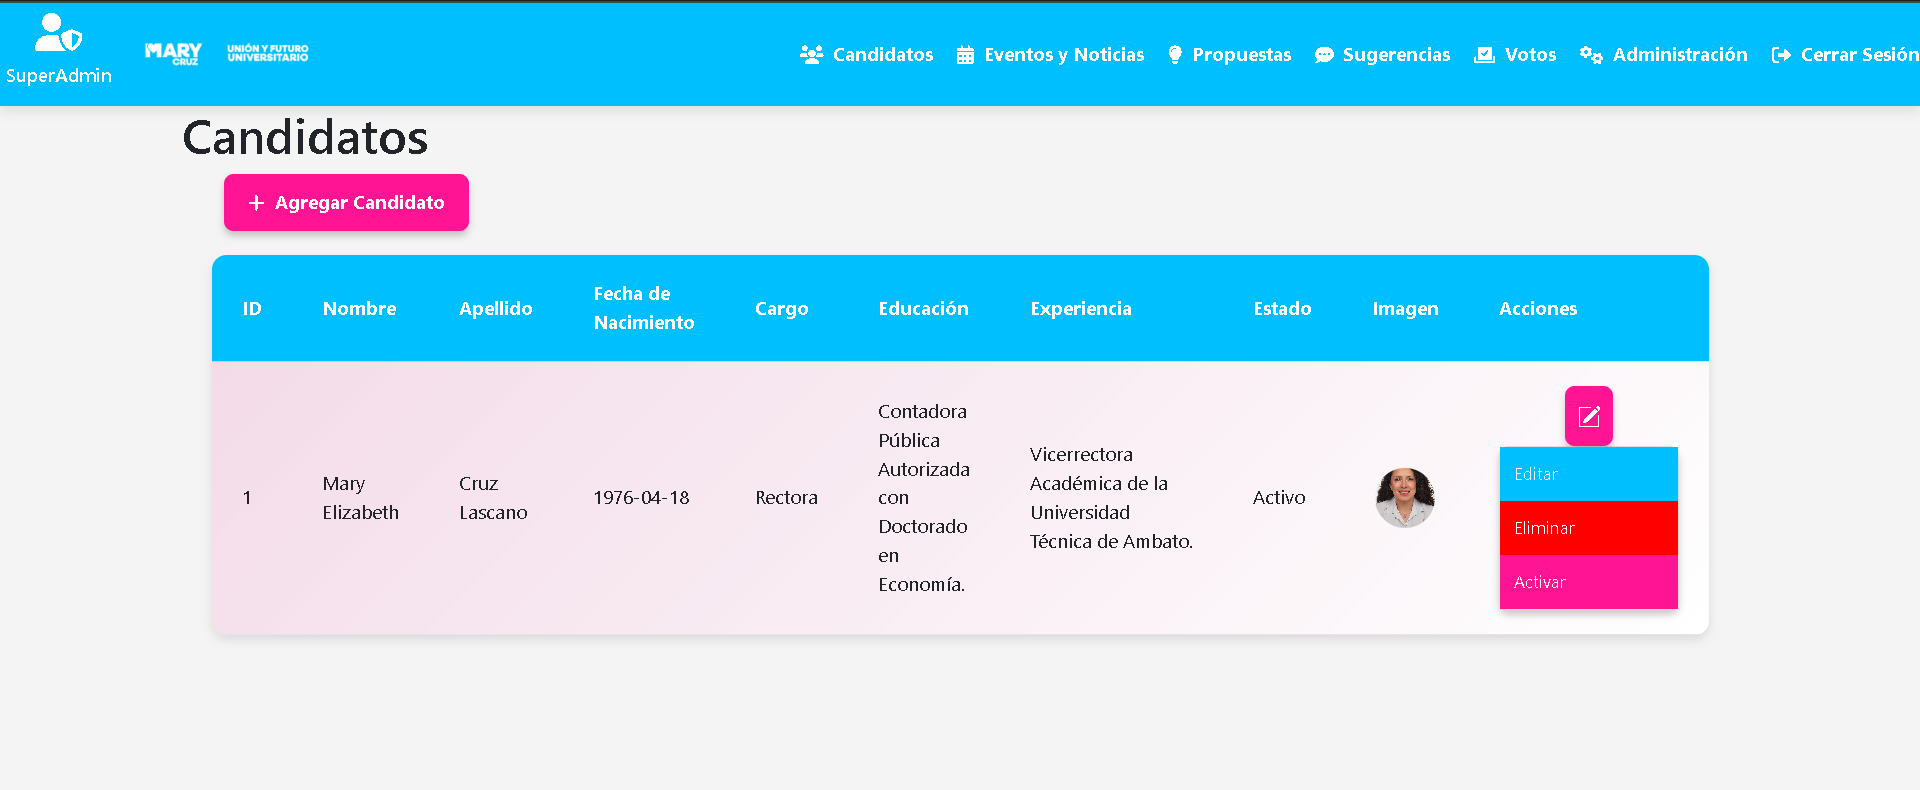 SuperAdmin
MARY
CRUZ
UNIÓN Y FUTURO
UNIVERSITARIO
Candidatos
Eventos y Noticias
Propuestas
Sugerencias
Votos
Administración
Cerrar Sesión
Candidatos
+ Agregar Candidato
ID
Nombre
Apellido
Fecha de
Nacimiento
Cargo
Educación
Experiencia
Estado
Imagen
Acciones
1
Mary
Elizabeth
Cruz
Lascano
1976-04-18
Rectora
Contadora
Pública
Autorizada
con
Doctorado
en
Economía.
Vicerrectora
Académica de la
Universidad
Técnica de Ambato.
Activo
Editar
Eliminar
Activar